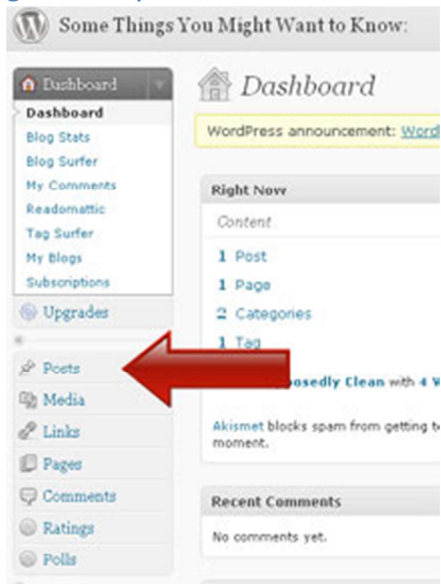 Some Things You Might Want to Know:
Dashboard
Dashboard
Blog Stats
Blog Surfer
My Comments
Readomattic
Tag Surfer
My Blogs
Subscriptions
Upgrades
Posts
Media
Links
Pages
Comments
Ratings
Polls
Dashboard
WordPress announcement: Word
Right Now
Content
1 Post
1 Page
2 Categories
1 Tag
osedly Clean with 4 W
Akismet blocks spam from getting to
moment.
Recent Comments
No comments yet.